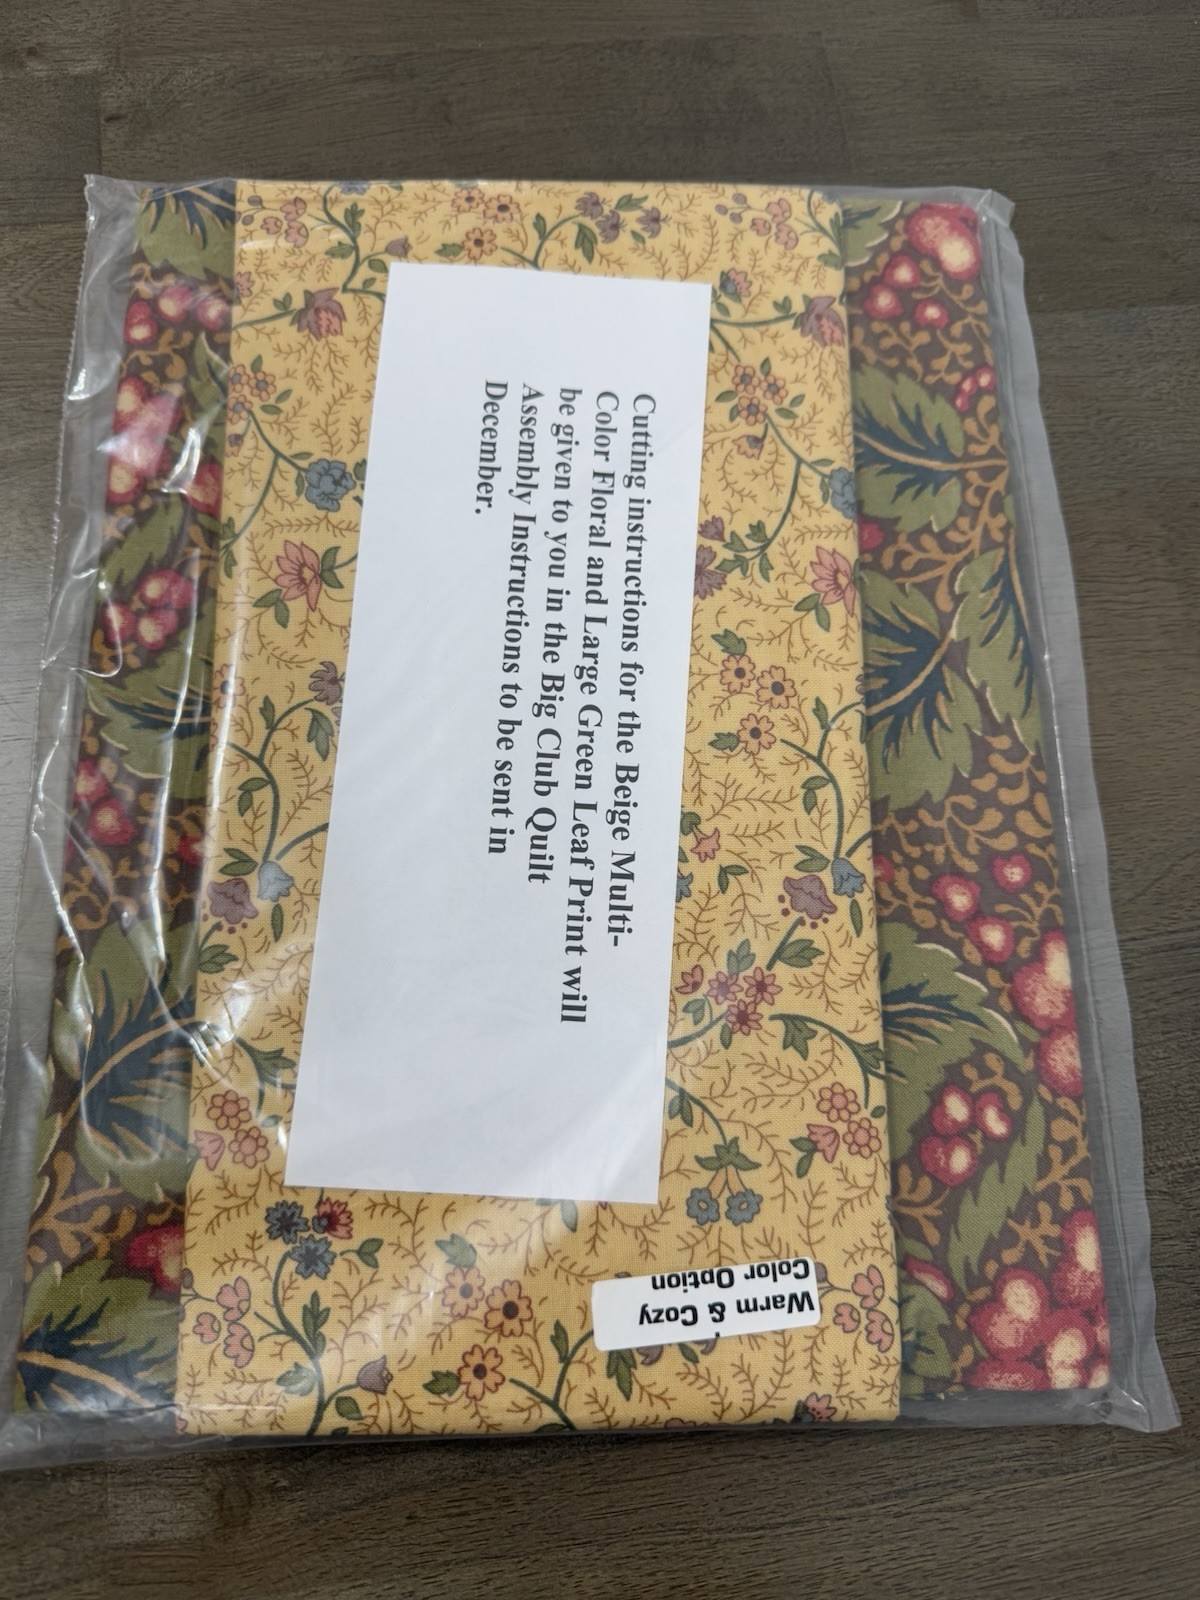 Cutting instructions for the Beige Multi-
Color Floral and Large Green Leaf Print will
be given to you in the Big Club Quilt
Assembly Instructions to be sent in
December.
Warm & Cozy
Color Option